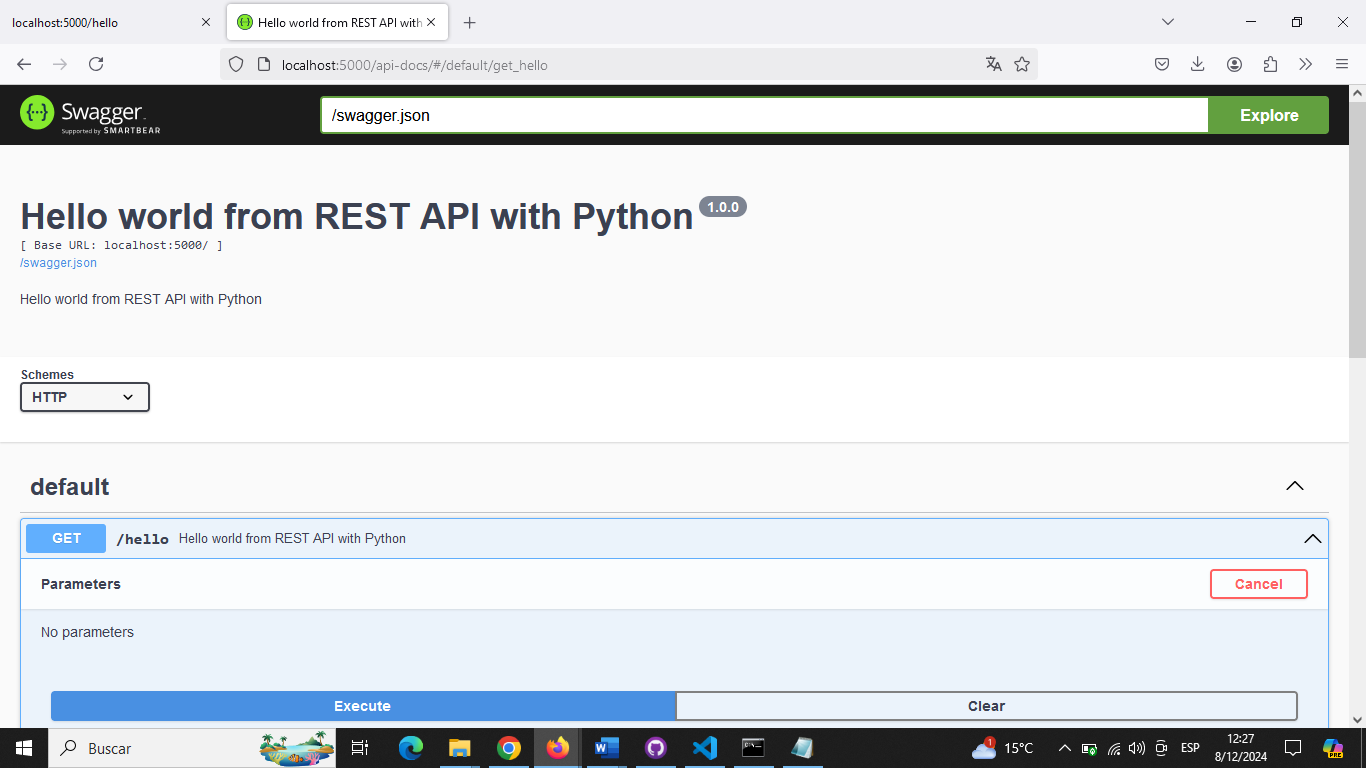 localhost:5000/hello
Hello world from REST API with
localhost:5000/api-docs/#/default/get_hello
Swagger.
Supported by SMARTBEAR
/swagger.json
Explore
Hello world from REST API with Python 1.0.0
[ Base URL: localhost:5000/ ]
/swagger.json
Hello world from REST API with Python
Schemes
HTTP
default
GET /hello Hello world from REST API with Python
Parameters
Cancel
No parameters
Execute
Clear
Buscar
1
15°C
ESP
12:27
8/12/2024
PRE